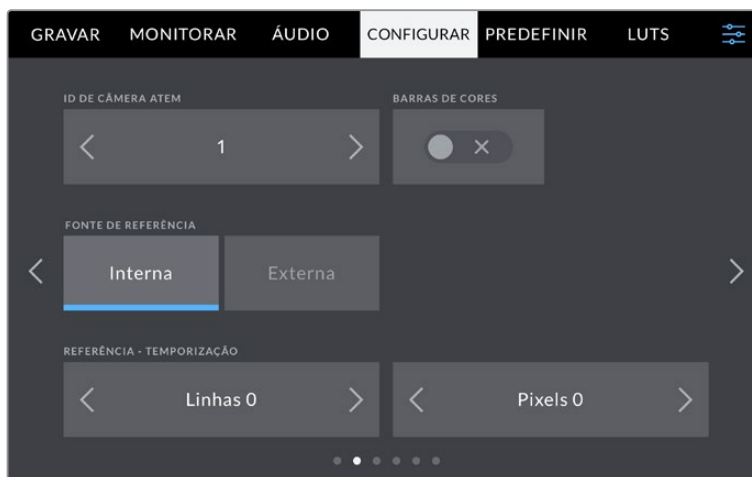 GRAVAR MONITORAR ÁUDIO CONFIGURAR PREDEFINIR LUTS
ID DE CÂMERA ATEM BARRAS DE CORES
1
FONTE DE REFERÊNCIA
Interna Externa
REFERÊNCIA - TEMPORIZAÇÃO
Linhas 0 Pixels 0